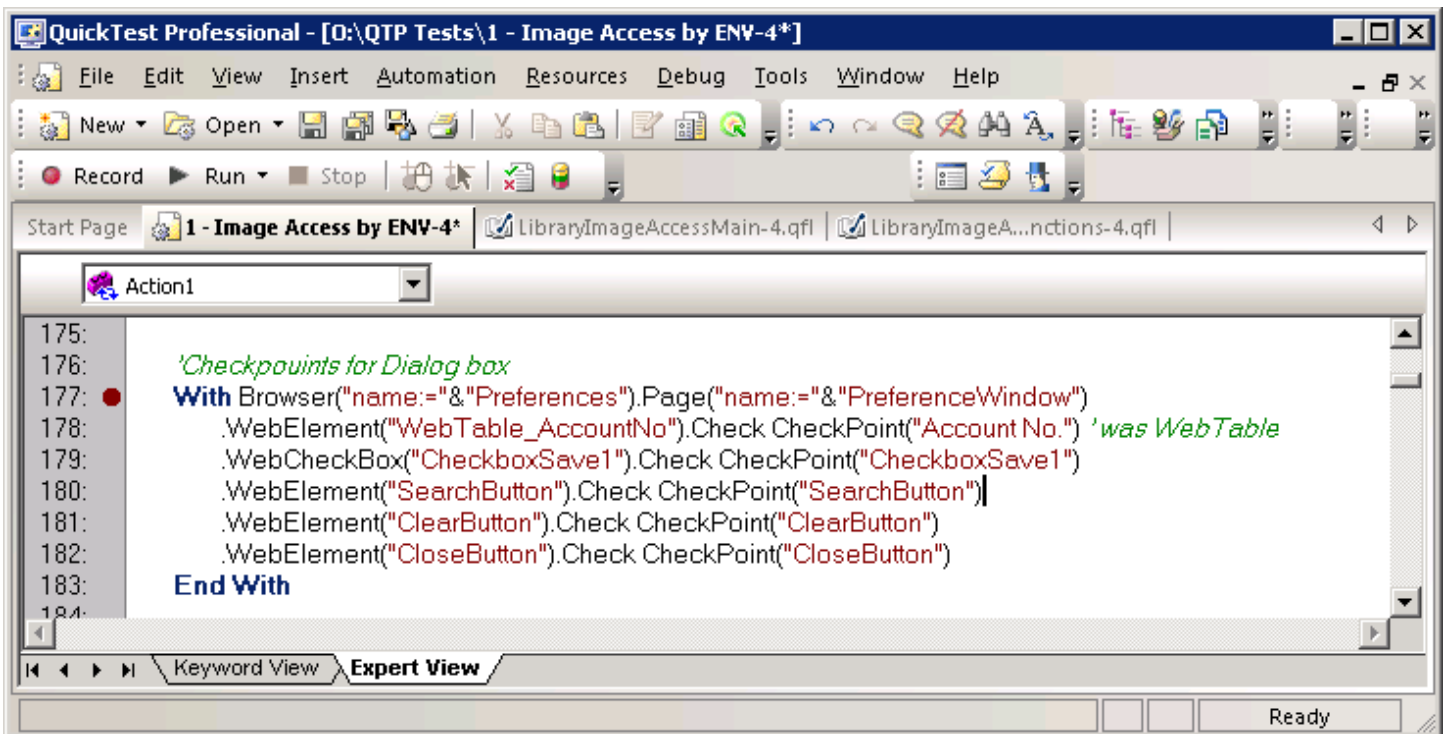 QuickTest Professional - [O:\QTP Tests\1 - Image Access by ENV-4*]
File Edit View Insert Automation Resources Debug Tools Window Help
New Open
Record Run Stop
Start Page 1 - Image Access by ENV-4* LibraryImageAccessMain-4.qfl LibraryImageA...nctions-4.qfl
Action1
175:
176: 'Checkpouints for Dialog box
177: With Browser("name:="&"Preferences").Page("name:="&"PreferenceWindow")
178: .WebElement("WebTable_AccountNo").Check CheckPoint("Account No.") 'was WebTable
179: .WebCheckBox("CheckboxSave1").Check CheckPoint("CheckboxSave1")
180: .WebElement("SearchButton").Check CheckPoint("SearchButton")
181: .WebElement("ClearButton").Check CheckPoint("ClearButton")
182: .WebElement("CloseButton").Check CheckPoint("CloseButton")
183: End With
184:
Keyword View Expert View
Ready